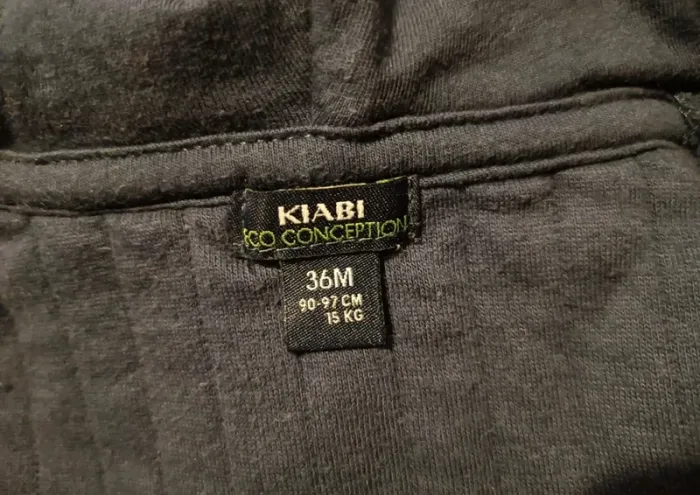 KIABI
ECO CONCEPTION
36M
90-97 CM
15 KG